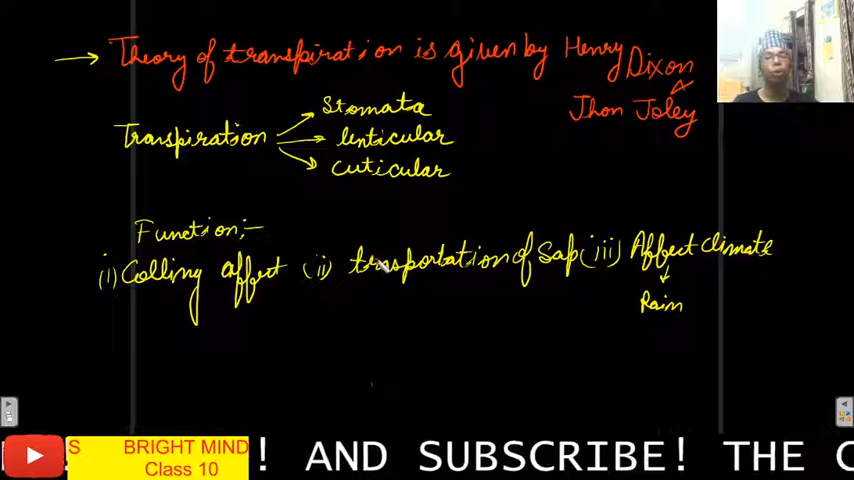 → Theory of transpiration is given by Henry Dixon
& Jhon Joley
Transpiration → Stomata
→ lenticular
→ cuticular
Function:-
(i) Colling affect (ii) trasportation of Sap (iii) Affect climate
↓
Rain
S BRIGHT MIND
Class 10
! AND SUBSCRIBE! THE C